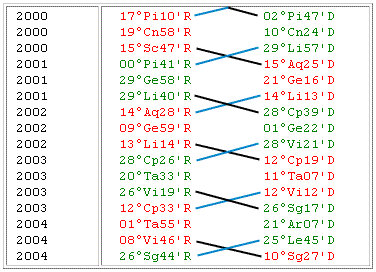 2000 17°Pi10'R 02°Pi47'D
2000 19°Cn58'R 10°Cn24'D
2000 15°Sc47'R 29°Li57'D
2001 00°Pi41'R 15°Aq25'D
2001 29°Ge58'R 21°Ge16'D
2001 29°Li40'R 14°Li13'D
2002 14°Aq28'R 28°Cp39'D
2002 09°Ge59'R 01°Ge22'D
2002 13°Li14'R 28°Vi21'D
2003 28°Cp26'R 12°Cp19'D
2003 20°Ta33'R 11°Ta07'D
2003 26°Vi19'R 12°Vi12'D
2003 12°Cp33'R 26°Sg17'D
2004 01°Ta55'R 21°Ar07'D
2004 08°Vi46'R 25°Le45'D
2004 26°Sg44'R 10°Sg27'D